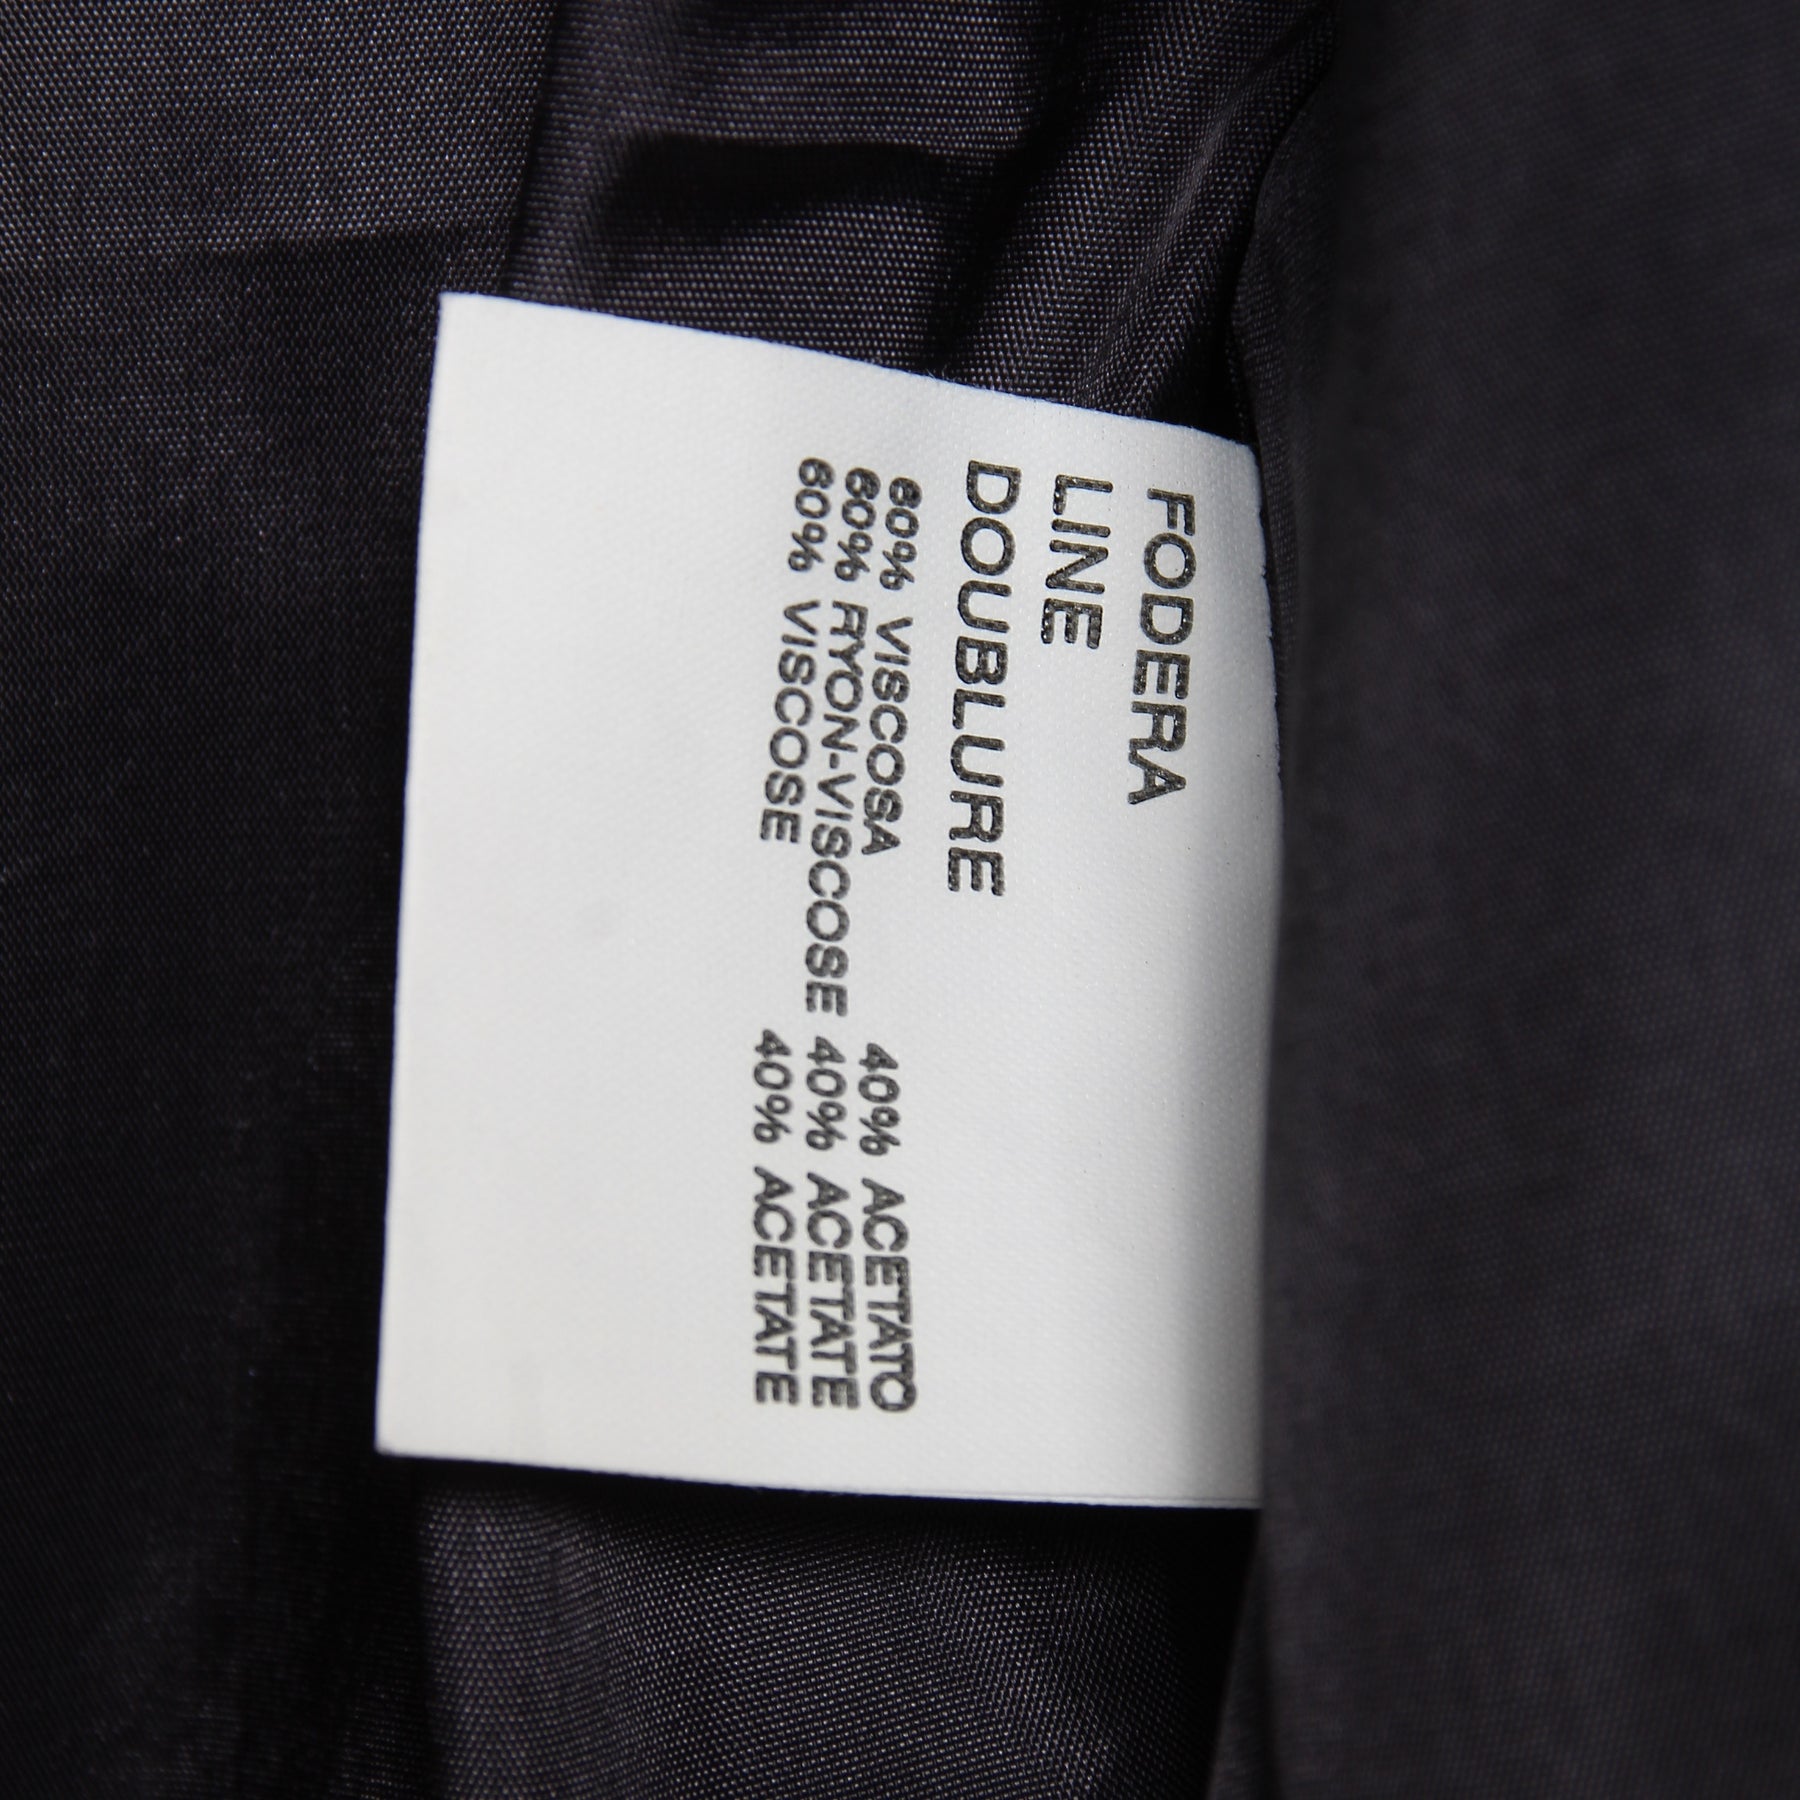 FODERA
LINE
DOUBLURE
60% VISCOSA 40% ACETATO
60% RYON-VISCOSE 40% ACETATE
60% VISCOSE 40% ACETATE